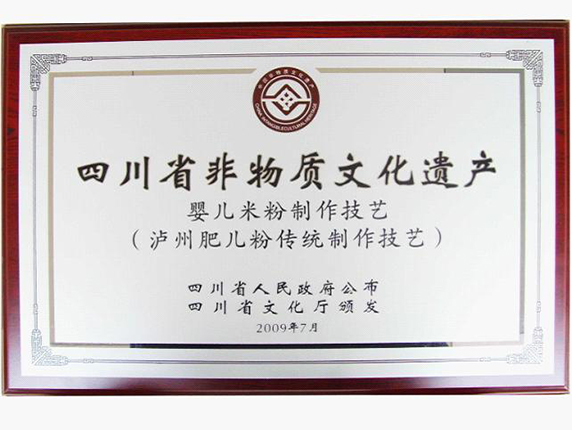 四川省非物质文化遗产
婴儿米粉制作技艺
（泸州肥儿粉传统制作技艺）
四川省人民政府公布
四川省文化厅颁发
2009年7月